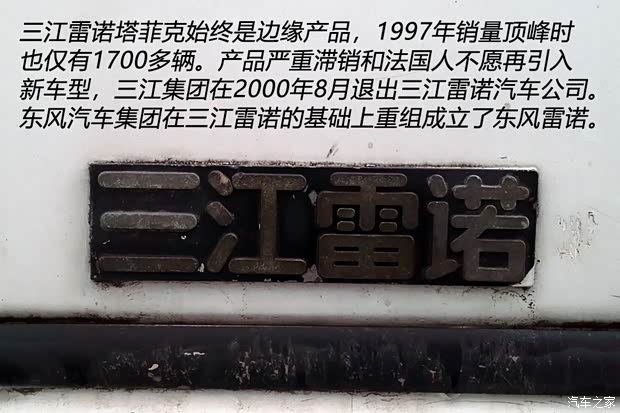 三江雷诺塔菲克始终是边缘产品，1997年销量顶峰时
也仅有1700多辆。产品严重滞销和法国人不愿再引入
新车型，三江集团在2000年8月退出三江雷诺汽车公司。
东风汽车集团在三江雷诺的基础上重组成立了东风雷诺。
三江雷诺
汽车之家